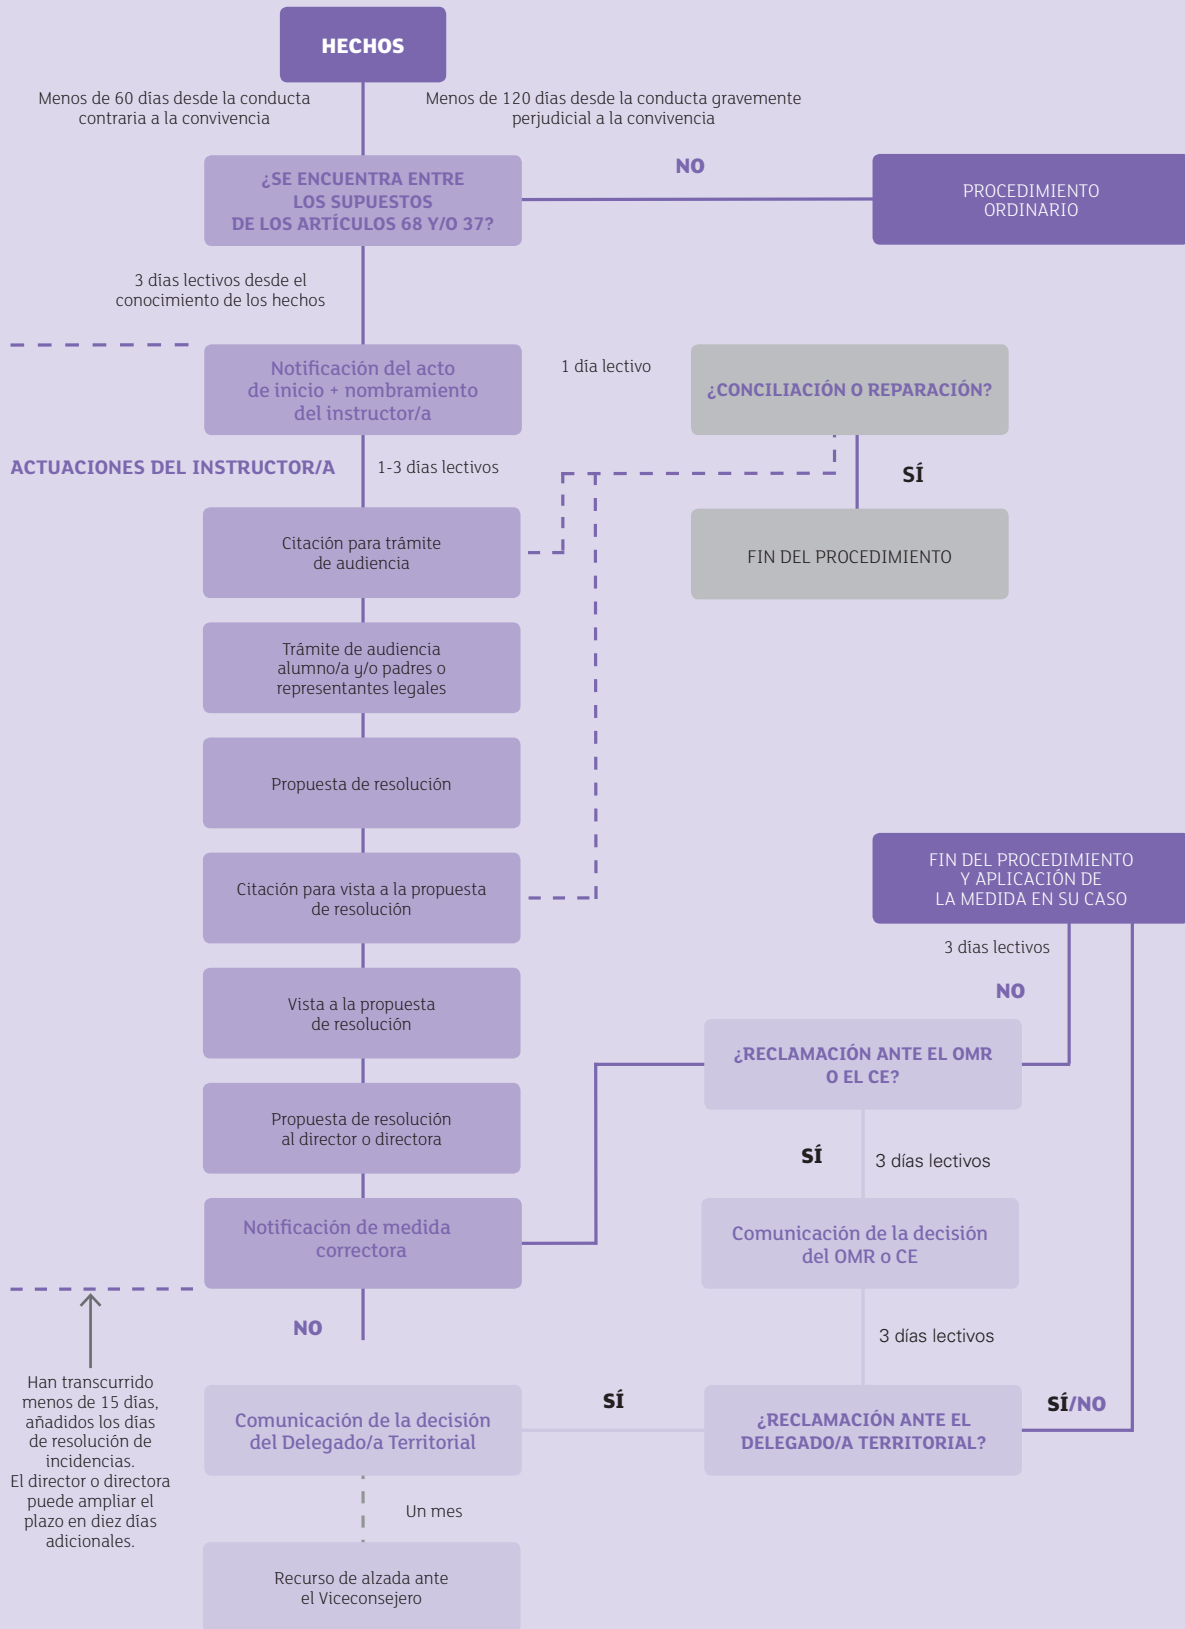 HECHOS
Menos de 60 días desde la conducta
contraria a la convivencia
Menos de 120 días desde la conducta gravemente
perjudicial a la convivencia
¿SE ENCUENTRA ENTRE
LOS SUPUESTOS
DE LOS ARTÍCULOS 68 Y/O 37?
NO
PROCEDIMIENTO
ORDINARIO
3 días lectivos desde el
conocimiento de los hechos
Notificación del acto
de inicio + nombramiento
del instructor/a
1 día lectivo
¿CONCILIACIÓN O REPARACIÓN?
ACTUACIONES DEL INSTRUCTOR/A
1-3 días lectivos
SÍ
Citación para trámite
de audiencia
FIN DEL PROCEDIMIENTO
Trámite de audiencia
alumno/a y/o padres o
representantes legales
Propuesta de resolución
Citación para vista a la propuesta
de resolución
FIN DEL PROCEDIMIENTO
Y APLICACIÓN DE
LA MEDIDA EN SU CASO
3 días lectivos
NO
Vista a la propuesta
de resolución
¿RECLAMACIÓN ANTE EL OMR
O EL CE?
Propuesta de resolución
al director o directora
SÍ
3 días lectivos
Notificación de medida
correctora
Comunicación de la decisión
del OMR o CE
NO
3 días lectivos
Han transcurrido
menos de 15 días,
añadidos los días
de resolución de
incidencias.
El director o directora
puede ampliar el
plazo en diez días
adicionales.
Comunicación de la decisión
del Delegado/a Territorial
SÍ
¿RECLAMACIÓN ANTE EL
DELEGADO/A TERRITORIAL?
SÍ/NO
Un mes
Recurso de alzada ante
el Viceconsejero